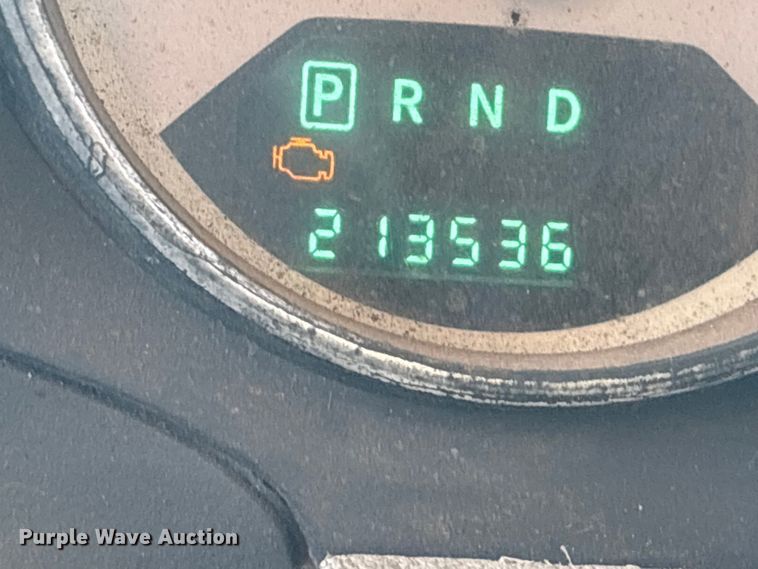 P R N D
213536
Purple Wave Auction